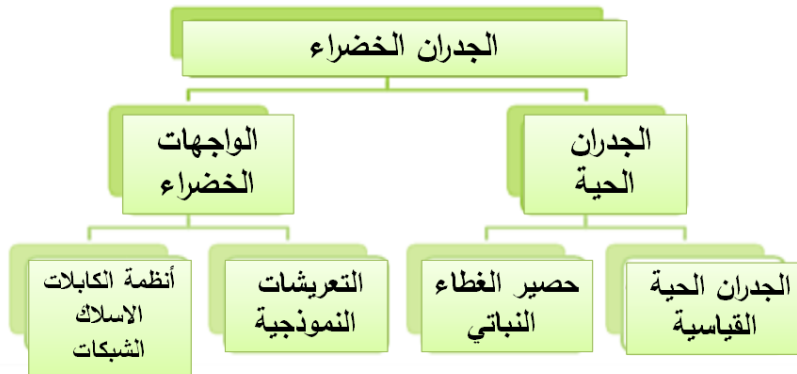 الجدران الخضراء
الجدران
الحية
الواجهات
الخضراء
الجدران الحية
القياسية
حصير الغطاء
النباتي
التعريشات
النموذجية
أنظمة الكابلات
الاسلاك
الشبكات